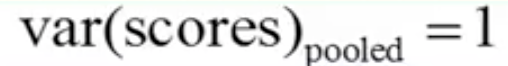 var(scores)pooled = 1